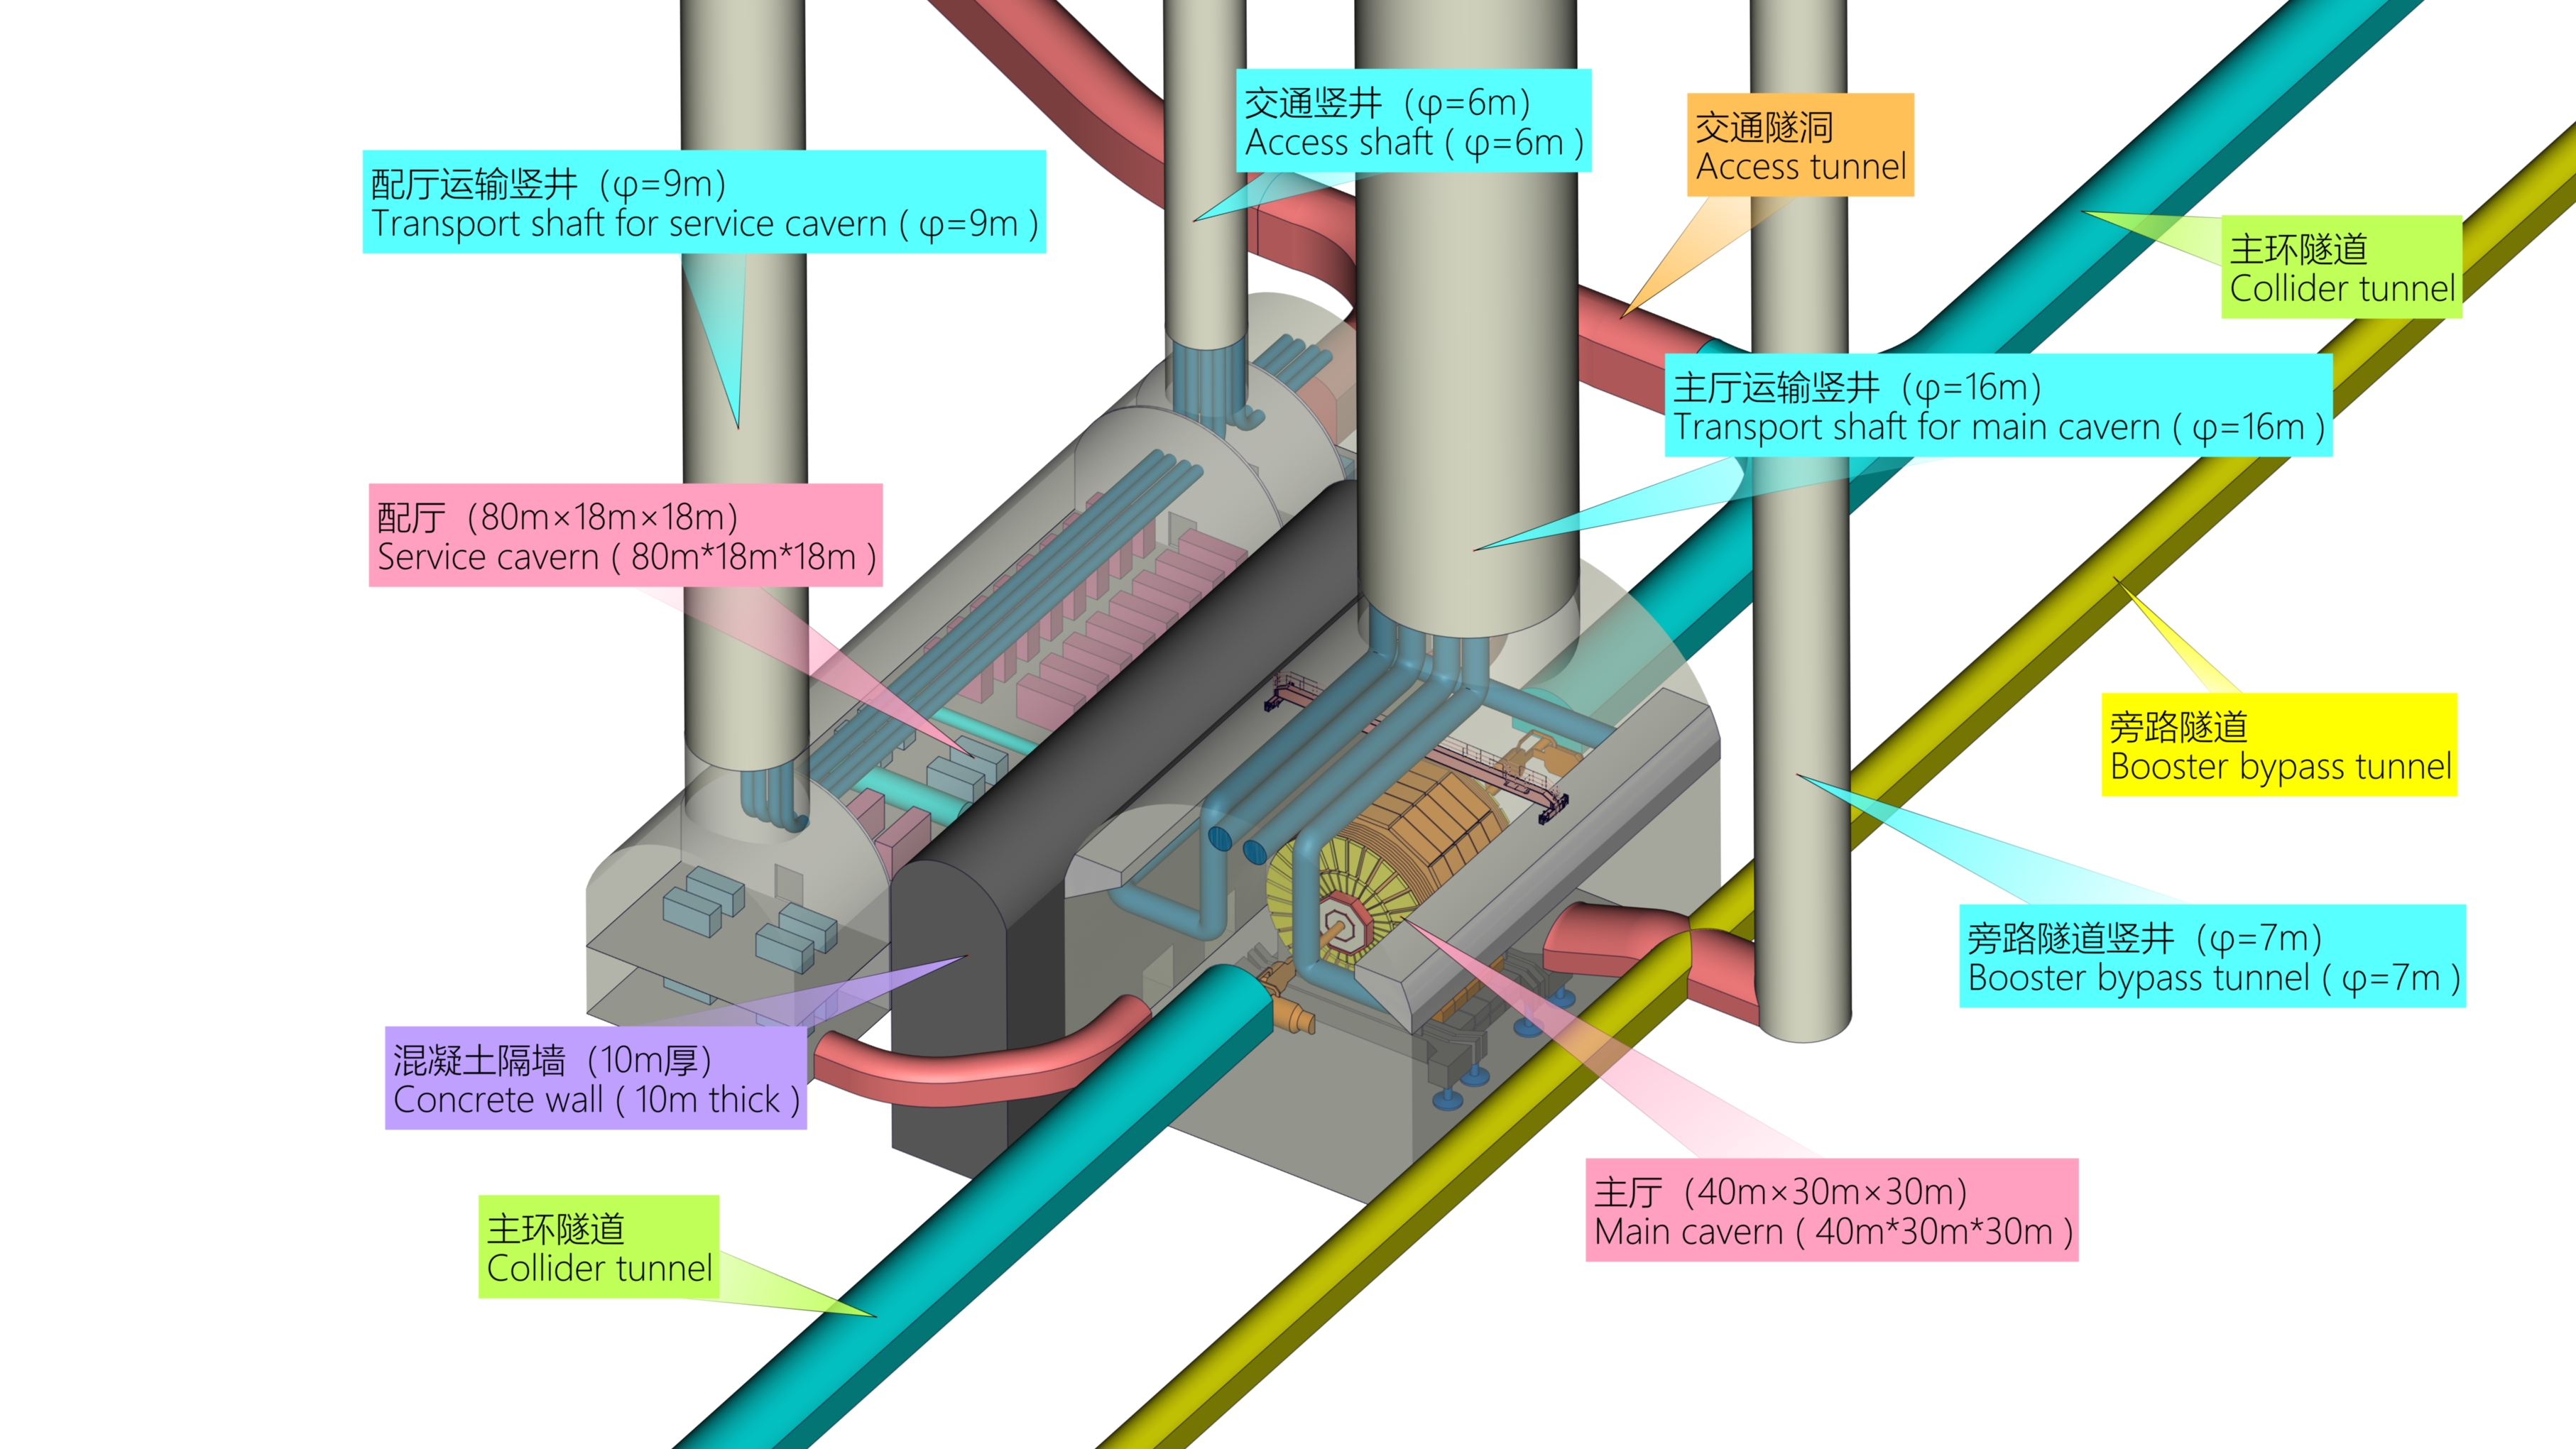 交通竖井（φ=6m）
Access shaft ( φ=6m )
交通隧洞
Access tunnel
配厅运输竖井（φ=9m）
Transport shaft for service cavern ( φ=9m )
主环隧道
Collider tunnel
主厅运输竖井（φ=16m）
Transport shaft for main cavern ( φ=16m )
配厅（80m×18m×18m）
Service cavern ( 80m*18m*18m )
旁路隧道
Booster bypass tunnel
旁路隧道竖井（φ=7m）
Booster bypass tunnel ( φ=7m )
混凝土隔墙（10m厚）
Concrete wall ( 10m thick )
主厅（40m×30m×30m）
Main cavern ( 40m*30m*30m )
主环隧道
Collider tunnel